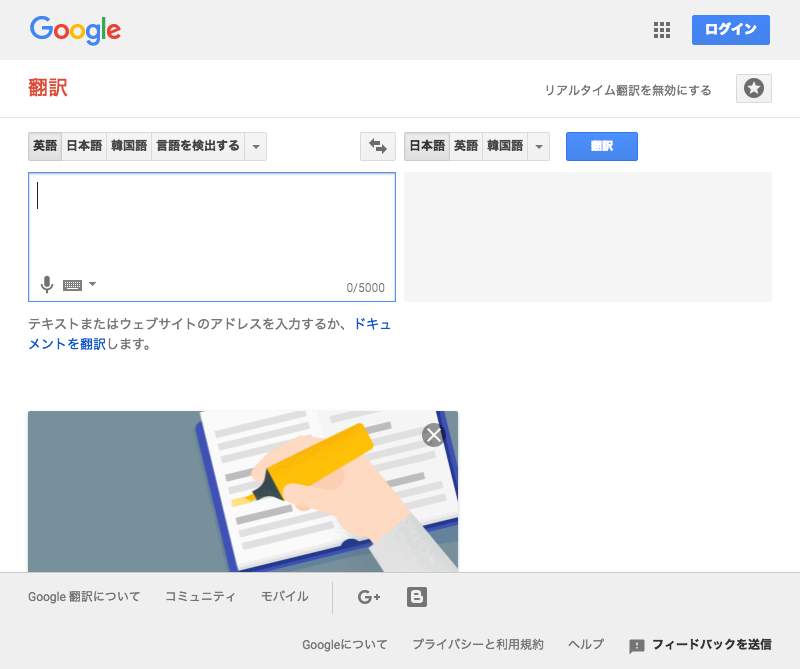 Google
ログイン
翻訳
リアルタイム翻訳を無効にする
英語 日本語 韓国語 言語を検出する
日本語 英語 韓国語
翻訳
0/5000
テキストまたはウェブサイトのアドレスを入力するか、ドキュ
メントを翻訳します。
Google 翻訳について コミュニティ モバイル G+
Googleについて プライバシーと利用規約 ヘルプ フィードバックを送信